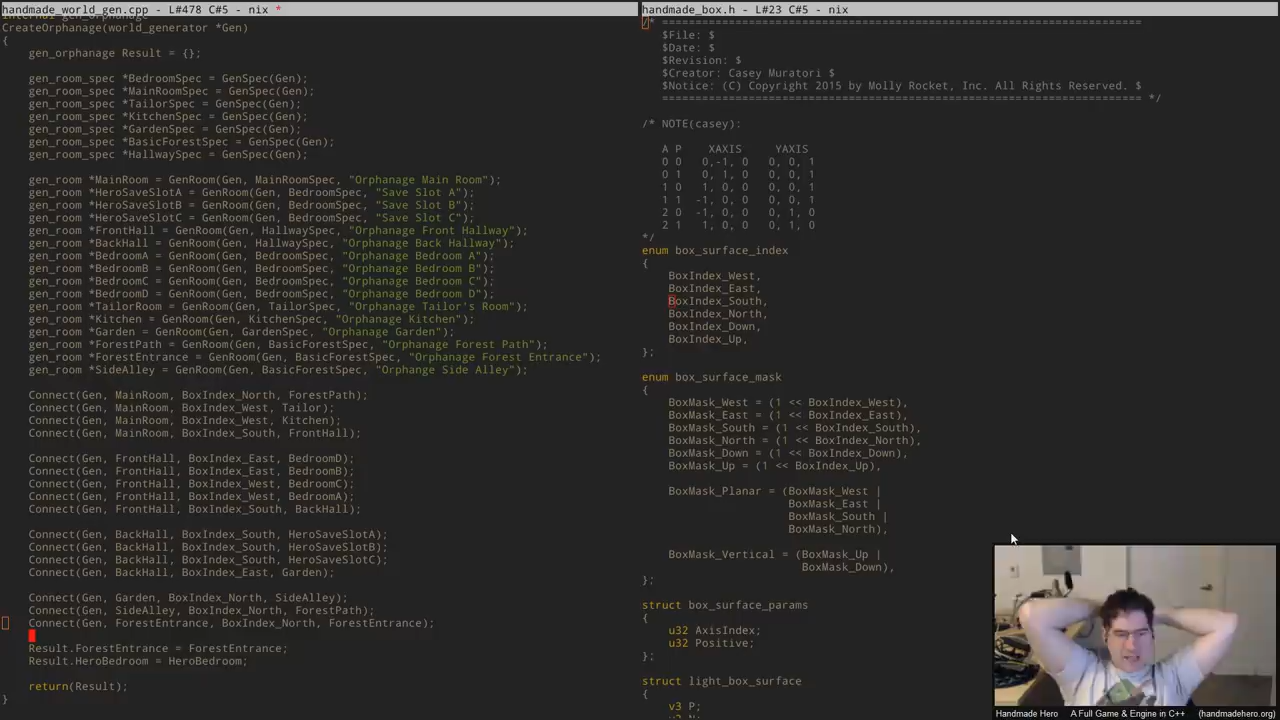 handmade_world_gen.cpp - L#478 C#5 - nix *
internal gen_orphanage
CreateOrphanage(world_generator *Gen)
{
gen_orphanage Result = {};
gen_room_spec *BedroomSpec = GenSpec(Gen);
gen_room_spec *MainRoomSpec = GenSpec(Gen);
gen_room_spec *TailorSpec = GenSpec(Gen);
gen_room_spec *KitchenSpec = GenSpec(Gen);
gen_room_spec *GardenSpec = GenSpec(Gen);
gen_room_spec *BasicForestSpec = GenSpec(Gen);
gen_room_spec *HallwaySpec = GenSpec(Gen);
gen_room *MainRoom = GenRoom(Gen, MainRoomSpec, "Orphanage Main Room");
gen_room *HeroSaveSlotA = GenRoom(Gen, BedroomSpec, "Save Slot A");
gen_room *HeroSaveSlotB = GenRoom(Gen, BedroomSpec, "Save Slot B");
gen_room *HeroSaveSlotC = GenRoom(Gen, BedroomSpec, "Save Slot C");
gen_room *FrontHall = GenRoom(Gen, HallwaySpec, "Orphanage Front Hallway");
gen_room *BackHall = GenRoom(Gen, HallwaySpec, "Orphanage Back Hallway");
gen_room *BedroomA = GenRoom(Gen, BedroomSpec, "Orphanage Bedroom A");
gen_room *BedroomB = GenRoom(Gen, BedroomSpec, "Orphanage Bedroom B");
gen_room *BedroomC = GenRoom(Gen, BedroomSpec, "Orphanage Bedroom C");
gen_room *BedroomD = GenRoom(Gen, BedroomSpec, "Orphanage Bedroom D");
gen_room *TailorRoom = GenRoom(Gen, TailorSpec, "Orphanage Tailor's Room");
gen_room *Kitchen = GenRoom(Gen, KitchenSpec, "Orphanage Kitchen");
gen_room *Garden = GenRoom(Gen, GardenSpec, "Orphanage Garden");
gen_room *ForestPath = GenRoom(Gen, BasicForestSpec, "Orphanage Forest Path");
gen_room *ForestEntrance = GenRoom(Gen, BasicForestSpec, "Orphanage Forest Entrance");
gen_room *SideAlley = GenRoom(Gen, BasicForestSpec, "Orphange Side Alley");
Connect(Gen, MainRoom, BoxIndex_North, ForestPath);
Connect(Gen, MainRoom, BoxIndex_West, Tailor);
Connect(Gen, MainRoom, BoxIndex_West, Kitchen);
Connect(Gen, MainRoom, BoxIndex_South, FrontHall);
Connect(Gen, FrontHall, BoxIndex_East, BedroomD);
Connect(Gen, FrontHall, BoxIndex_East, BedroomB);
Connect(Gen, FrontHall, BoxIndex_West, BedroomC);
Connect(Gen, FrontHall, BoxIndex_West, BedroomA);
Connect(Gen, FrontHall, BoxIndex_South, BackHall);
Connect(Gen, BackHall, BoxIndex_South, HeroSaveSlotA);
Connect(Gen, BackHall, BoxIndex_South, HeroSaveSlotB);
Connect(Gen, BackHall, BoxIndex_South, HeroSaveSlotC);
Connect(Gen, BackHall, BoxIndex_East, Garden);
Connect(Gen, Garden, BoxIndex_North, SideAlley);
Connect(Gen, SideAlley, BoxIndex_North, ForestPath);
Connect(Gen, ForestEntrance, BoxIndex_North, ForestEntrance);
Result.ForestEntrance = ForestEntrance;
Result.HeroBedroom = HeroBedroom;
return(Result);
}
handmade_box.h - L#23 C#5 - nix
/* ========================================================================
$File: $
$Date: $
$Revision: $
$Creator: Casey Muratori $
$Notice: (C) Copyright 2015 by Molly Rocket, Inc. All Rights Reserved. $
======================================================================== */
/* NOTE(casey):
A P XAXIS YAXIS
0 0 0,-1, 0 0, 0, 1
0 1 0, 1, 0 0, 0, 1
1 0 1, 0, 0 0, 0, 1
1 1 -1, 0, 0 0, 0, 1
2 0 -1, 0, 0 0, 1, 0
2 1 1, 0, 0 0, 1, 0
*/
enum box_surface_index
{
BoxIndex_West,
BoxIndex_East,
BoxIndex_South,
BoxIndex_North,
BoxIndex_Down,
BoxIndex_Up,
};
enum box_surface_mask
{
BoxMask_West = (1 << BoxIndex_West),
BoxMask_East = (1 << BoxIndex_East),
BoxMask_South = (1 << BoxIndex_South),
BoxMask_North = (1 << BoxIndex_North),
BoxMask_Down = (1 << BoxIndex_Down),
BoxMask_Up = (1 << BoxIndex_Up),
BoxMask_Planar = (BoxMask_West |
BoxMask_East |
BoxMask_South |
BoxMask_North),
BoxMask_Vertical = (BoxMask_Up |
BoxMask_Down),
};
struct box_surface_params
{
u32 AxisIndex;
u32 Positive;
};
struct light_box_surface
{
v3 P;
Handmade Hero A Full Game & Engine in C++ (handmadehero.org)